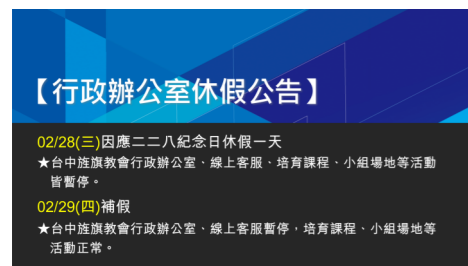 【行政辦公室休假公告】
02/28(三)因應二二八紀念日休假一天
★台中旌旗教會行政辦公室、線上客服、培育課程、小組場地等活動
皆暫停。
02/29(四)補假
★台中旌旗教會行政辦公室、線上客服暫停，培育課程、小組場地等
活動正常。